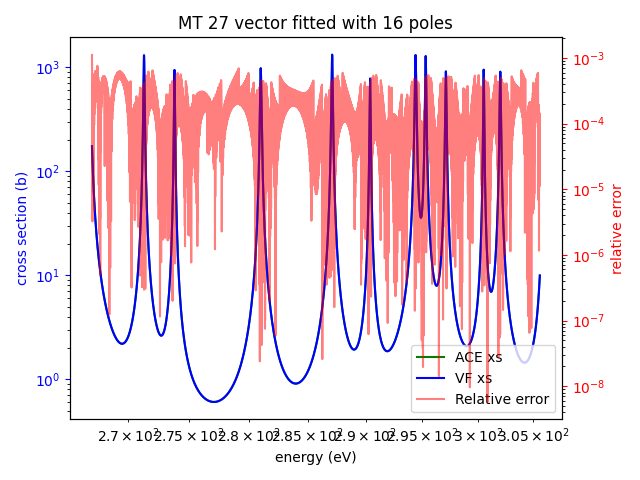 MT 27 vector fitted with 16 poles
cross section (b)
10³
10²
10¹
10⁰
10⁻³
10⁻⁴
10⁻⁵
10⁻⁶
10⁻⁷
10⁻⁸
relative error
ACE xs
VF xs
Relative error
2.7 × 10² 2.75 × 10² 2.8 × 10² 2.85 × 10² 2.9 × 10² 2.95 × 10² 3 × 10² 3.05 × 10²
energy (eV)